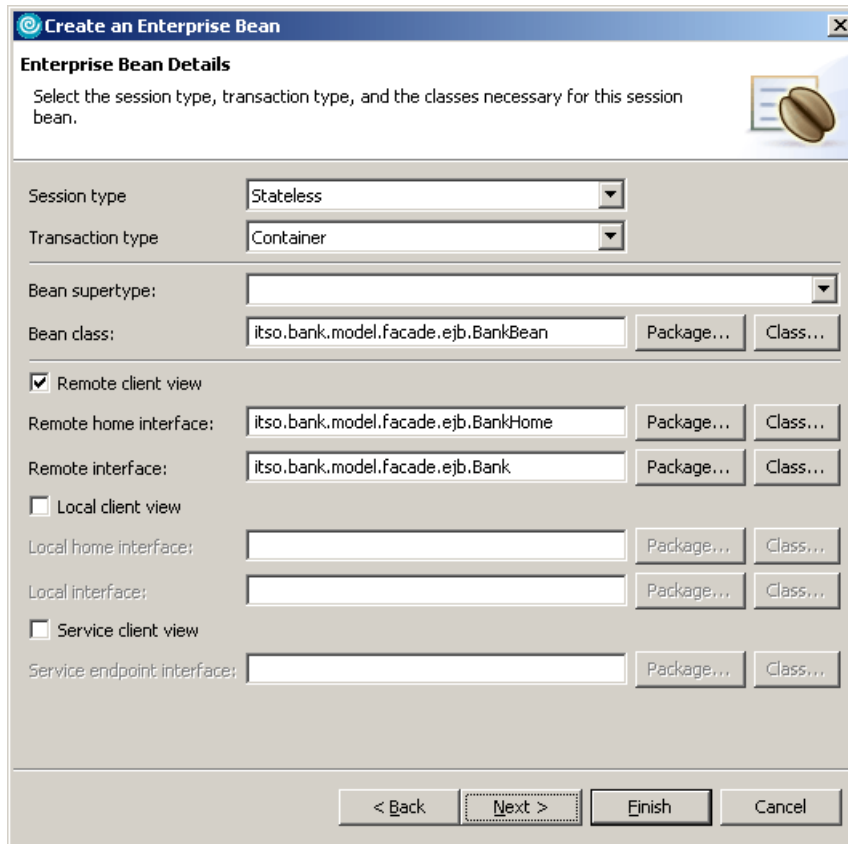 Create an Enterprise Bean
Enterprise Bean Details
Select the session type, transaction type, and the classes necessary for this session
bean.
Session type Stateless
Transaction type Container
Bean supertype:
Bean class: itso.bank.model.facade.ejb.BankBean Package... Class...
Remote client view
Remote home interface: itso.bank.model.facade.ejb.BankHome Package... Class...
Remote interface: itso.bank.model.facade.ejb.Bank Package... Class...
Local client view
Local home interface: Package... Class...
Local interface: Package... Class...
Service client view
Service endpoint interface: Package... Class...
< Back Next > Finish Cancel